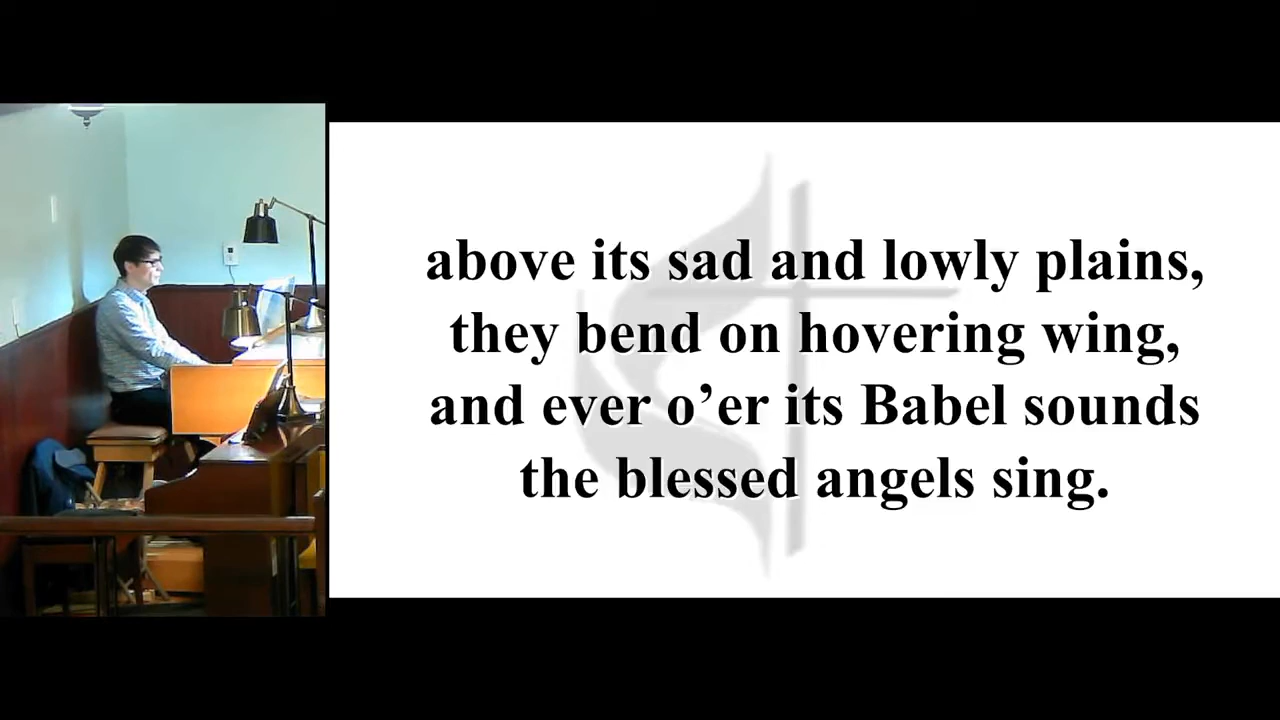 above its sad and lowly plains,
they bend on hovering wing,
and ever o’er its Babel sounds
the blessed angels sing.